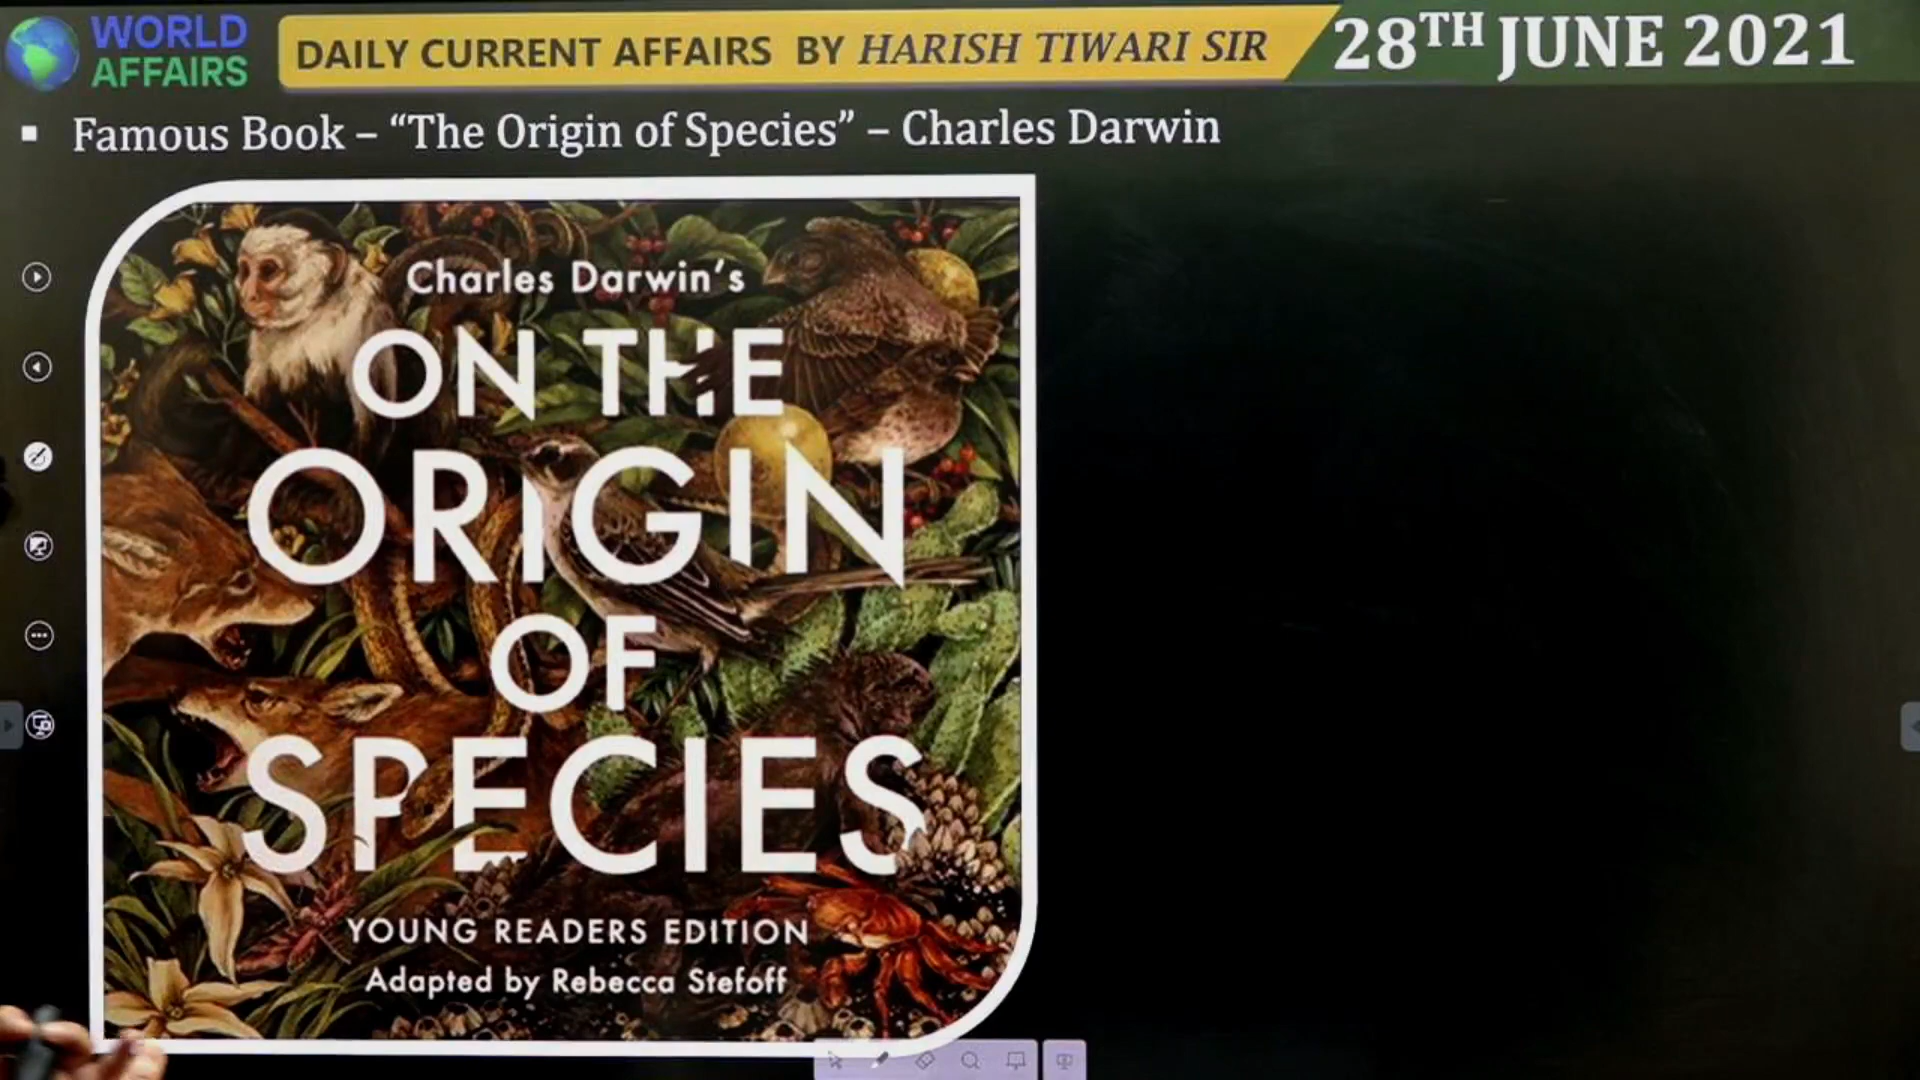 WORLD
AFFAIRS
DAILY CURRENT AFFAIRS BY HARISH TIWARI SIR
28TH JUNE 2021
▪ Famous Book – “The Origin of Species” – Charles Darwin
Charles Darwin’s
ON THE
ORIGIN
OF
SPECIES
YOUNG READERS EDITION
Adapted by Rebecca Stefoff